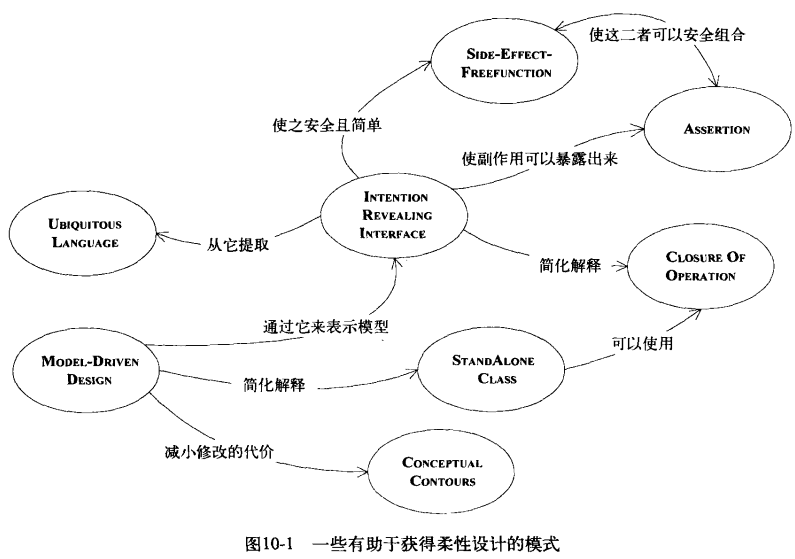 SIDE-EFFECT-
FREEFUNCTION
使这二者可以安全组合
使之安全且简单
ASSERTION
使副作用可以暴露出来
INTENTION
REVEALING
INTERFACE
UBIQUITOUS
LANGUAGE
从它提取
简化解释
CLOSURE OF
OPERATION
通过它来表示模型
可以使用
MODEL-DRIVEN
DESIGN
简化解释
STANDALONE
CLASS
减小修改的代价
CONCEPTUAL
CONTOURS
图10-1 一些有助于获得柔性设计的模式